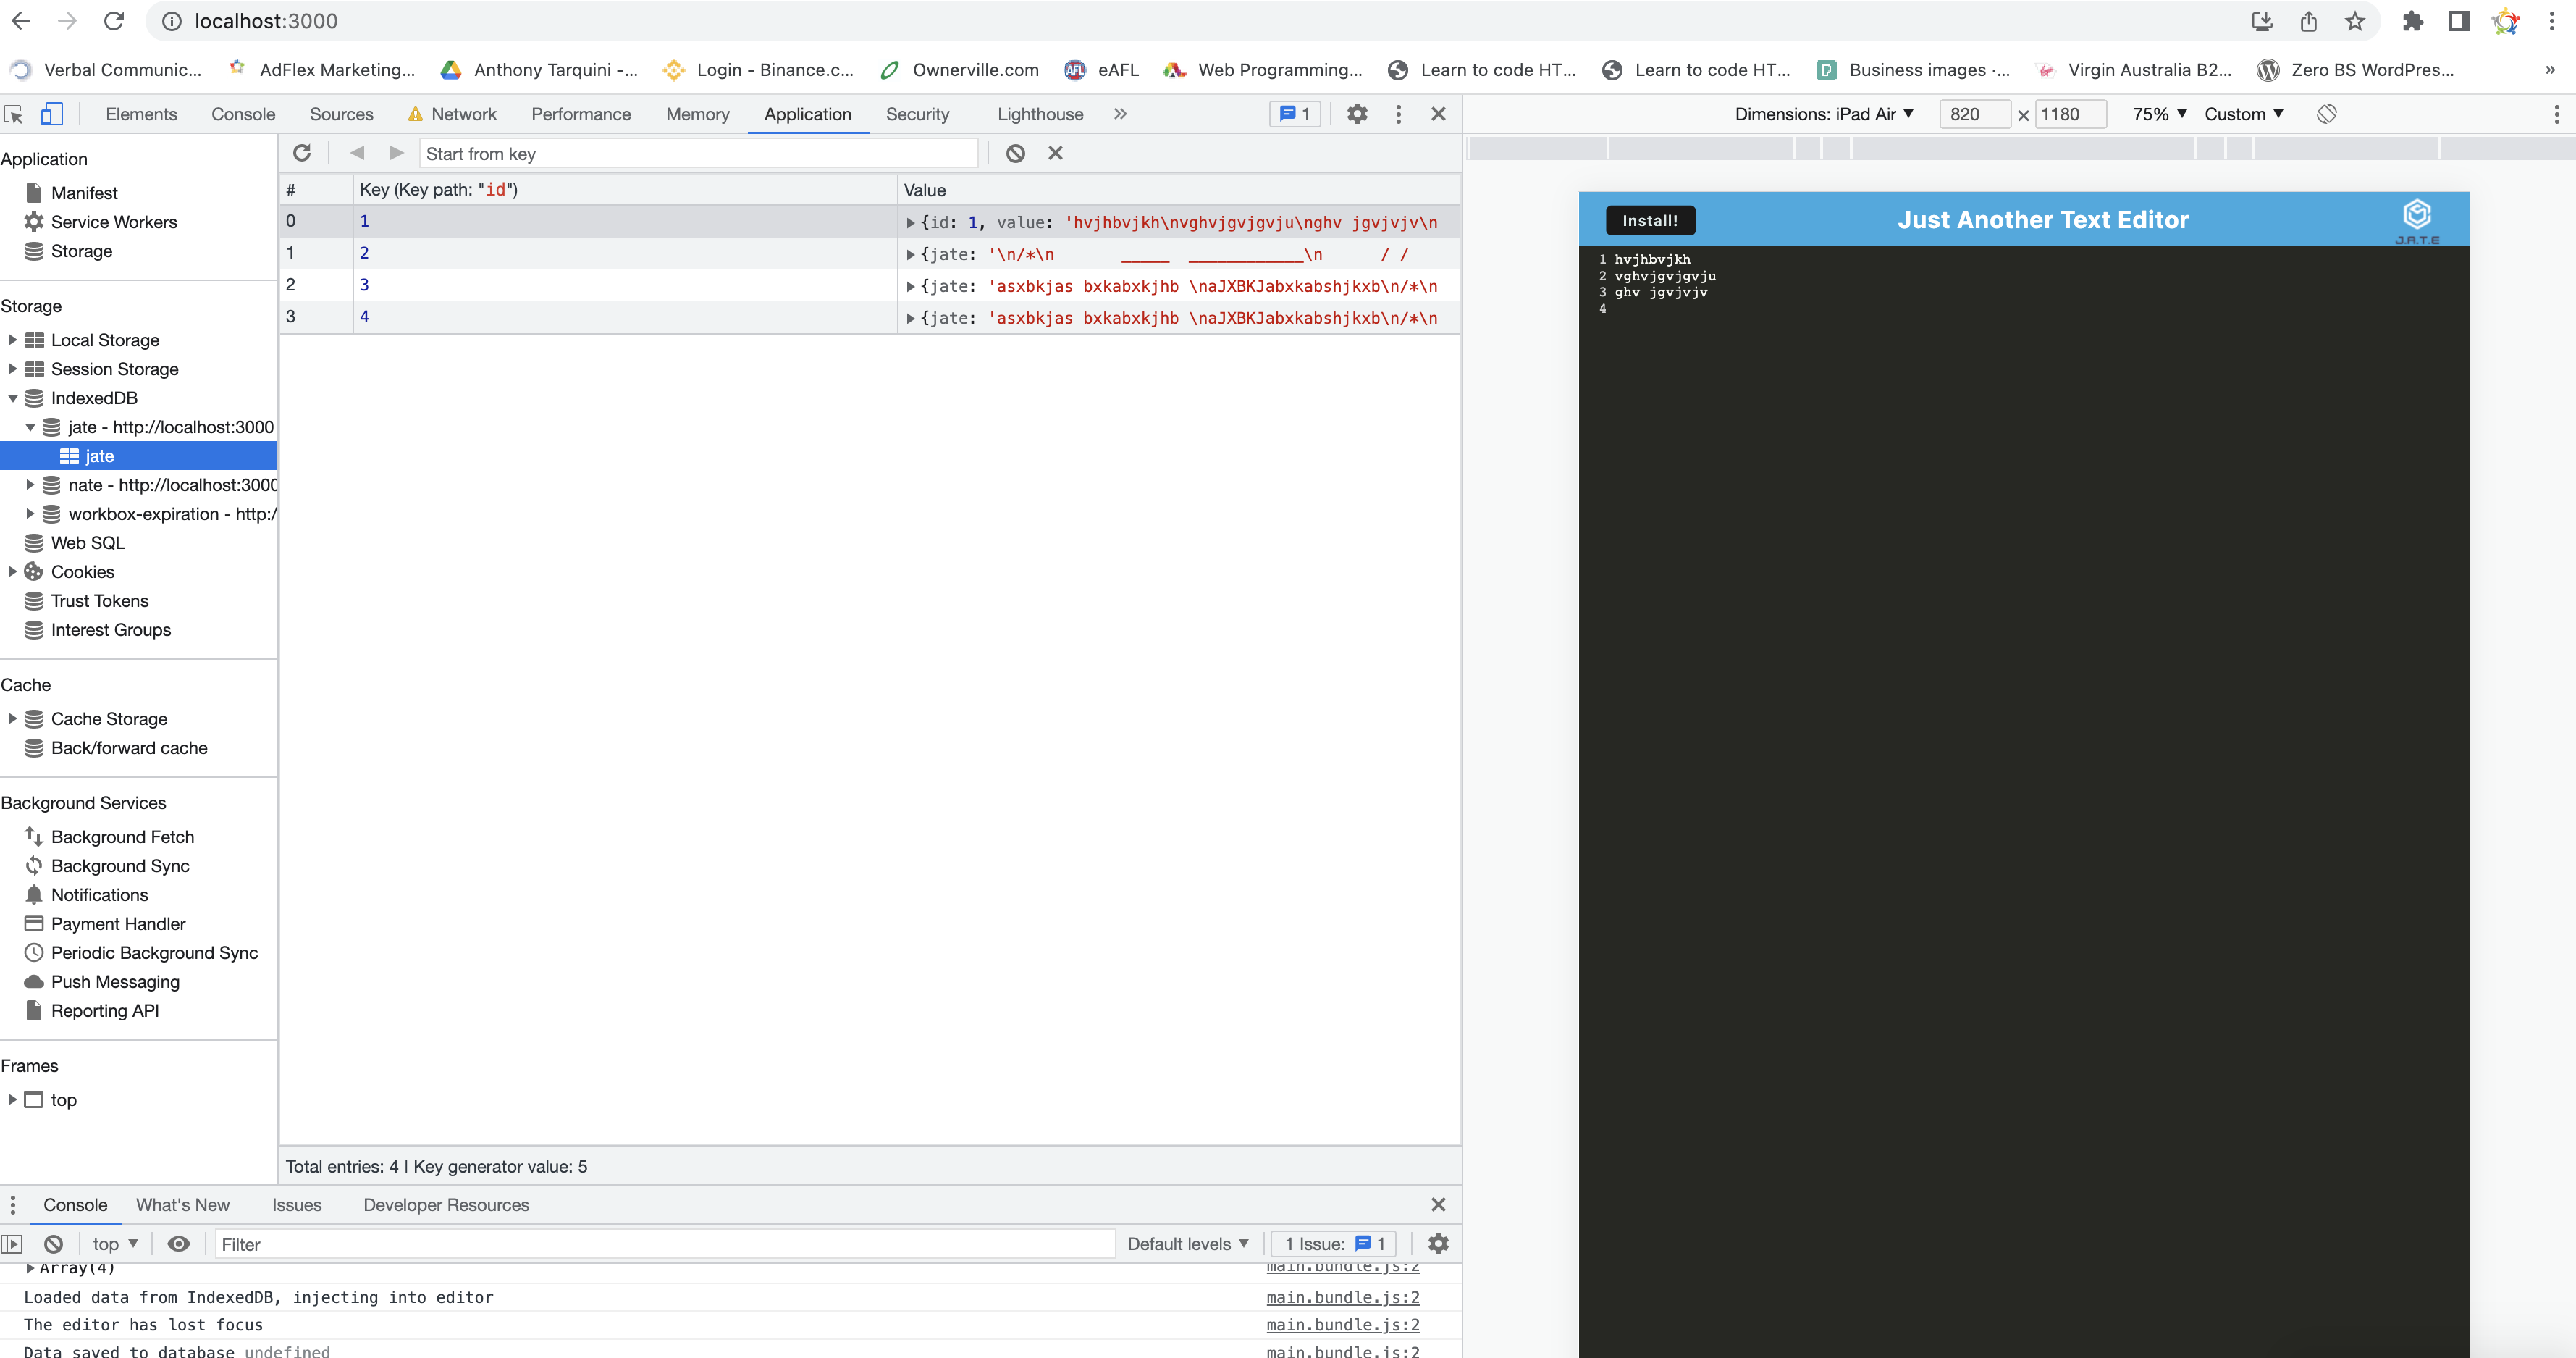 localhost:3000
Verbal Communic... AdFlex Marketing... Anthony Tarquini -... Login - Binance.c... Ownerville.com eAFL Web Programming... Learn to code HT... Learn to code HT... Business images ·... Virgin Australia B2... Zero BS WordPres... »
Elements Console Sources Network Performance Memory Application Security Lighthouse » 1
Dimensions: iPad Air 820 × 1180 75% Custom
Application
Manifest
Service Workers
Storage
Storage
Local Storage
Session Storage
IndexedDB
jate - http://localhost:3000
jate
nate - http://localhost:3000
workbox-expiration - http:/
Web SQL
Cookies
Trust Tokens
Interest Groups
Cache
Cache Storage
Back/forward cache
Background Services
Background Fetch
Background Sync
Notifications
Payment Handler
Periodic Background Sync
Push Messaging
Reporting API
Frames
top
Start from key
# Key (Key path: "id") Value
0 1 {id: 1, value: 'hvjhbvjkh\nvghvjgvjgvju\nghv jgvjvjv\n
1 2 {jate: '\n/*\n _____ ____________\n / /
2 3 {jate: 'asxbkjas bxkabxkjhb \naJXBKJabxkabshjkxb\n/*\n
3 4 {jate: 'asxbkjas bxkabxkjhb \naJXBKJabxkabshjkxb\n/*\n
Total entries: 4 | Key generator value: 5
Console What's New Issues Developer Resources
top Filter Default levels 1 Issue: 1
Array(4) main.bundle.js:2
Loaded data from IndexedDB, injecting into editor main.bundle.js:2
The editor has lost focus main.bundle.js:2
Data saved to database undefined main.bundle.js:2
Install! Just Another Text Editor J.A.T.E
1 hvjhbvjkh
2 vghvjgvjgvju
3 ghv jgvjvjv
4